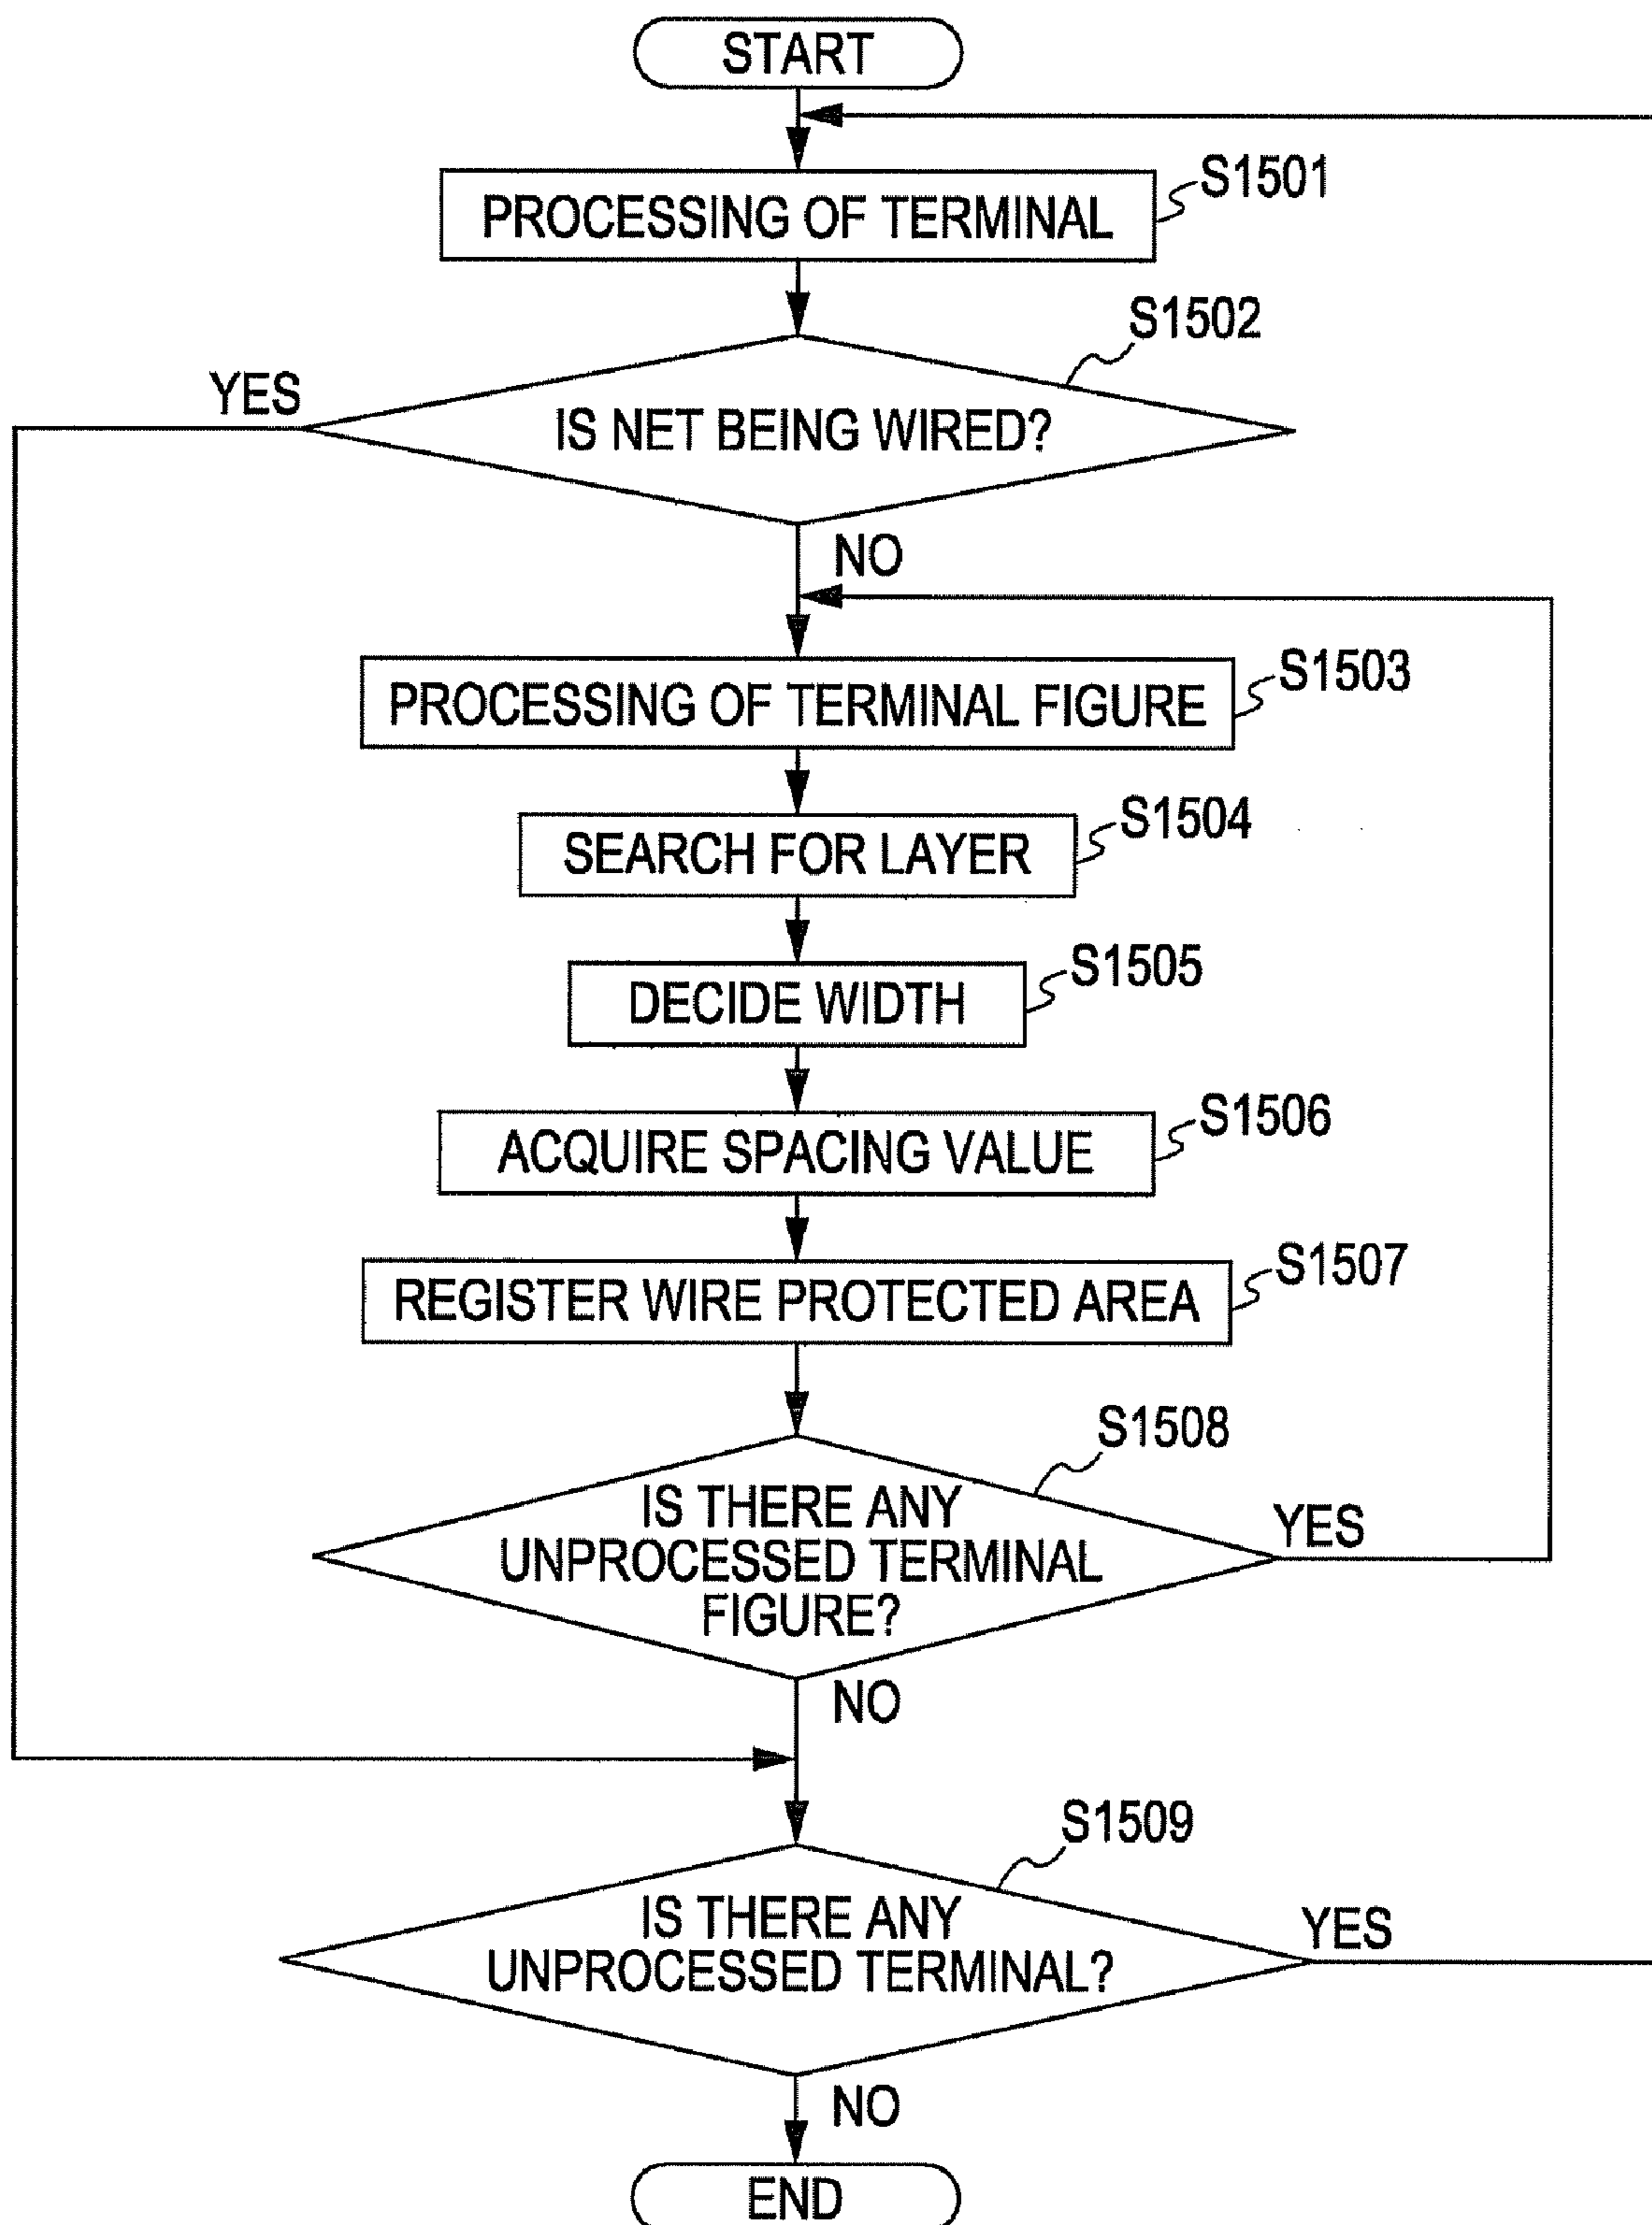 START
S1501
PROCESSING OF TERMINAL
S1502
YES
IS NET BEING WIRED?
NO
S1503
PROCESSING OF TERMINAL FIGURE
S1504
SEARCH FOR LAYER
S1505
DECIDE WIDTH
S1506
ACQUIRE SPACING VALUE
S1507
REGISTER WIRE PROTECTED AREA
S1508
IS THERE ANY
UNPROCESSED TERMINAL
FIGURE?
YES
NO
S1509
IS THERE ANY
UNPROCESSED TERMINAL?
YES
NO
END